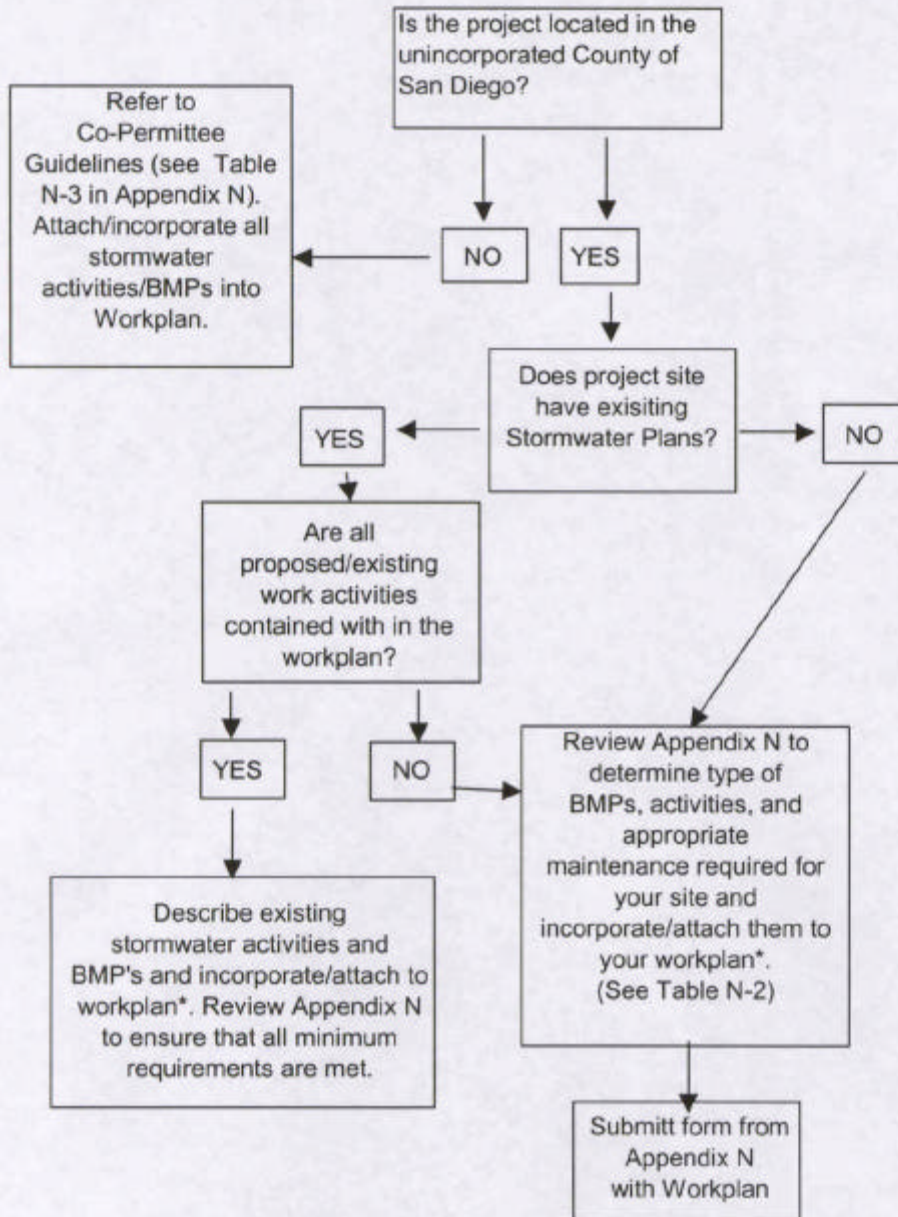 Is the project located in the
unincorporated County of
San Diego?
Refer to
Co-Permittee
Guidelines (see Table
N-3 in Appendix N).
Attach/incorporate all
stormwater
activities/BMPs into
Workplan.
NO
YES
Does project site
have exisiting
Stormwater Plans?
YES
NO
Are all
proposed/existing
work activities
contained with in the
workplan?
YES
NO
Review Appendix N to
determine type of
BMPs, activities, and
appropriate
maintenance required for
your site and
incorporate/attach them to
your workplan*.
(See Table N-2)
Describe existing
stormwater activities and
BMP's and incorporate/attach to
workplan*. Review Appendix N
to ensure that all minimum
requirements are met.
Submitt form from
Appendix N
with Workplan